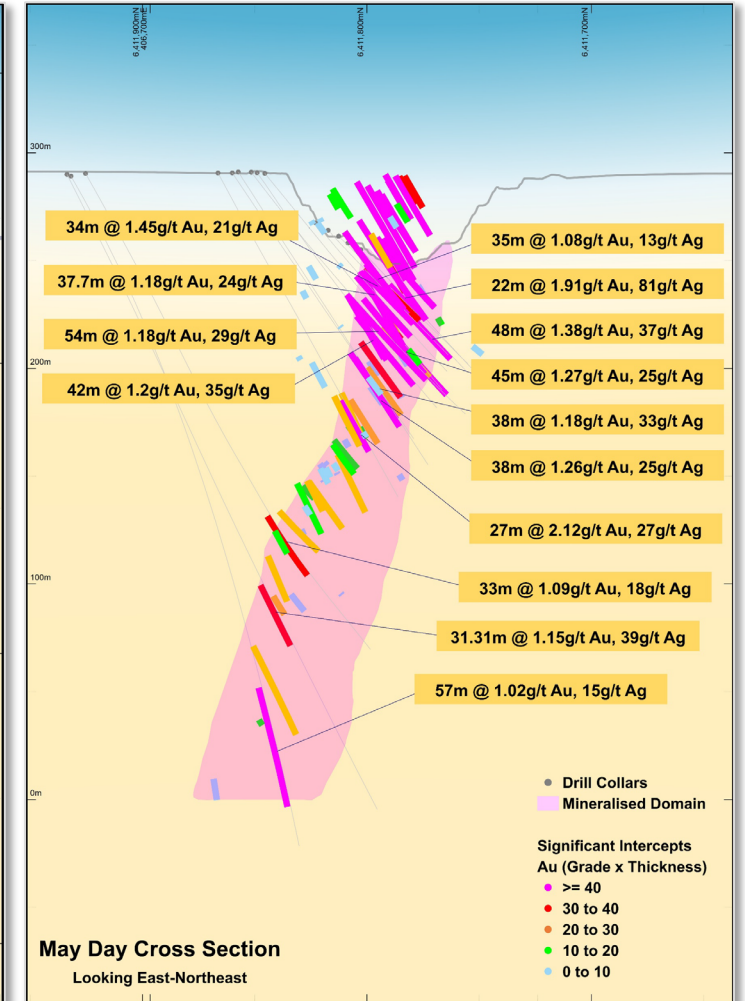 6,411,900mN
406,700mE
6,411,800mN
6,411,700mN
300m
34m @ 1.45g/t Au, 21g/t Ag
35m @ 1.08g/t Au, 13g/t Ag
37.7m @ 1.18g/t Au, 24g/t Ag
22m @ 1.91g/t Au, 81g/t Ag
54m @ 1.18g/t Au, 29g/t Ag
48m @ 1.38g/t Au, 37g/t Ag
200m
45m @ 1.27g/t Au, 25g/t Ag
42m @ 1.2g/t Au, 35g/t Ag
38m @ 1.18g/t Au, 33g/t Ag
38m @ 1.26g/t Au, 25g/t Ag
27m @ 2.12g/t Au, 27g/t Ag
100m
33m @ 1.09g/t Au, 18g/t Ag
31.31m @ 1.15g/t Au, 39g/t Ag
57m @ 1.02g/t Au, 15g/t Ag
0m
Drill Collars
Mineralised Domain
Significant Intercepts
Au (Grade x Thickness)
>= 40
30 to 40
20 to 30
10 to 20
0 to 10
May Day Cross Section
Looking East-Northeast